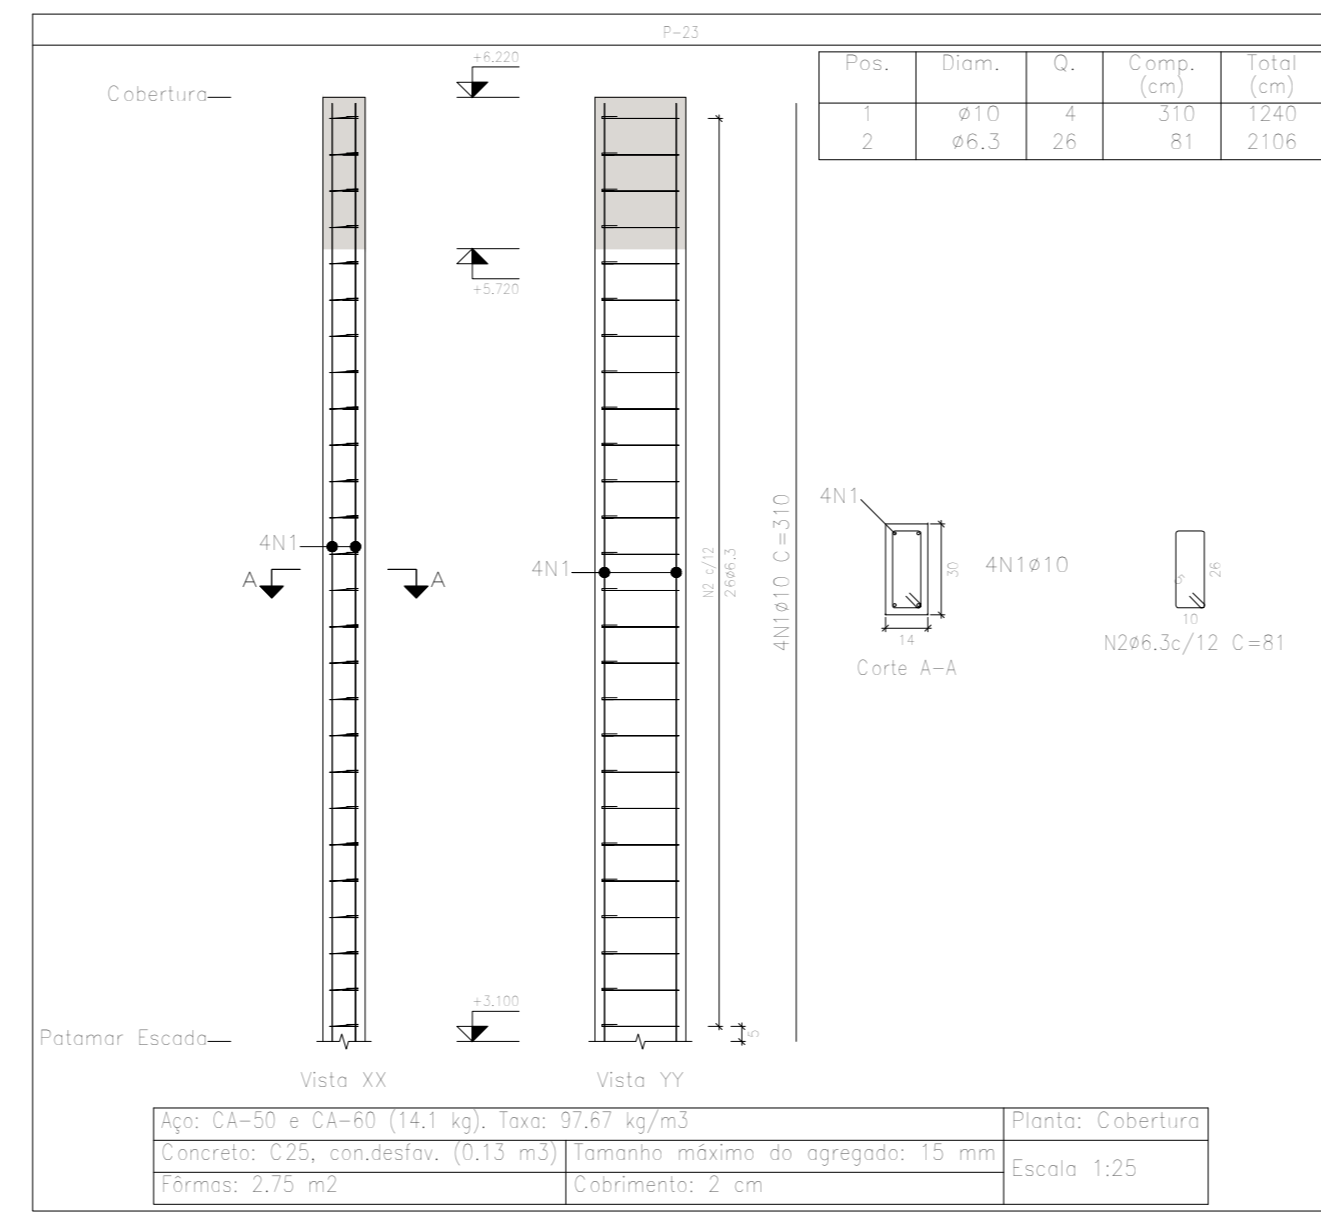 P-23
Pos. Diam. Q. Comp. (cm) Total (cm)
1 ø10 4 310 1240
2 ø6.3 26 81 2106
Cobertura
+6.220
+5.720
4N1
A A
4N1
N2 c/12
26ø6.3
4N1ø10 C=310
4N1
30
14
4N1ø10
Corte A-A
5
26
10
N2ø6.3c/12 C=81
+3.100
5
Patamar Escada
Vista XX
Vista YY
Aço: CA-50 e CA-60 (14.1 kg). Taxa: 97.67 kg/m3
Planta: Cobertura
Concreto: C25, con.desfav. (0.13 m3)
Tamanho máximo do agregado: 15 mm
Escala 1:25
Fôrmas: 2.75 m2
Cobrimento: 2 cm